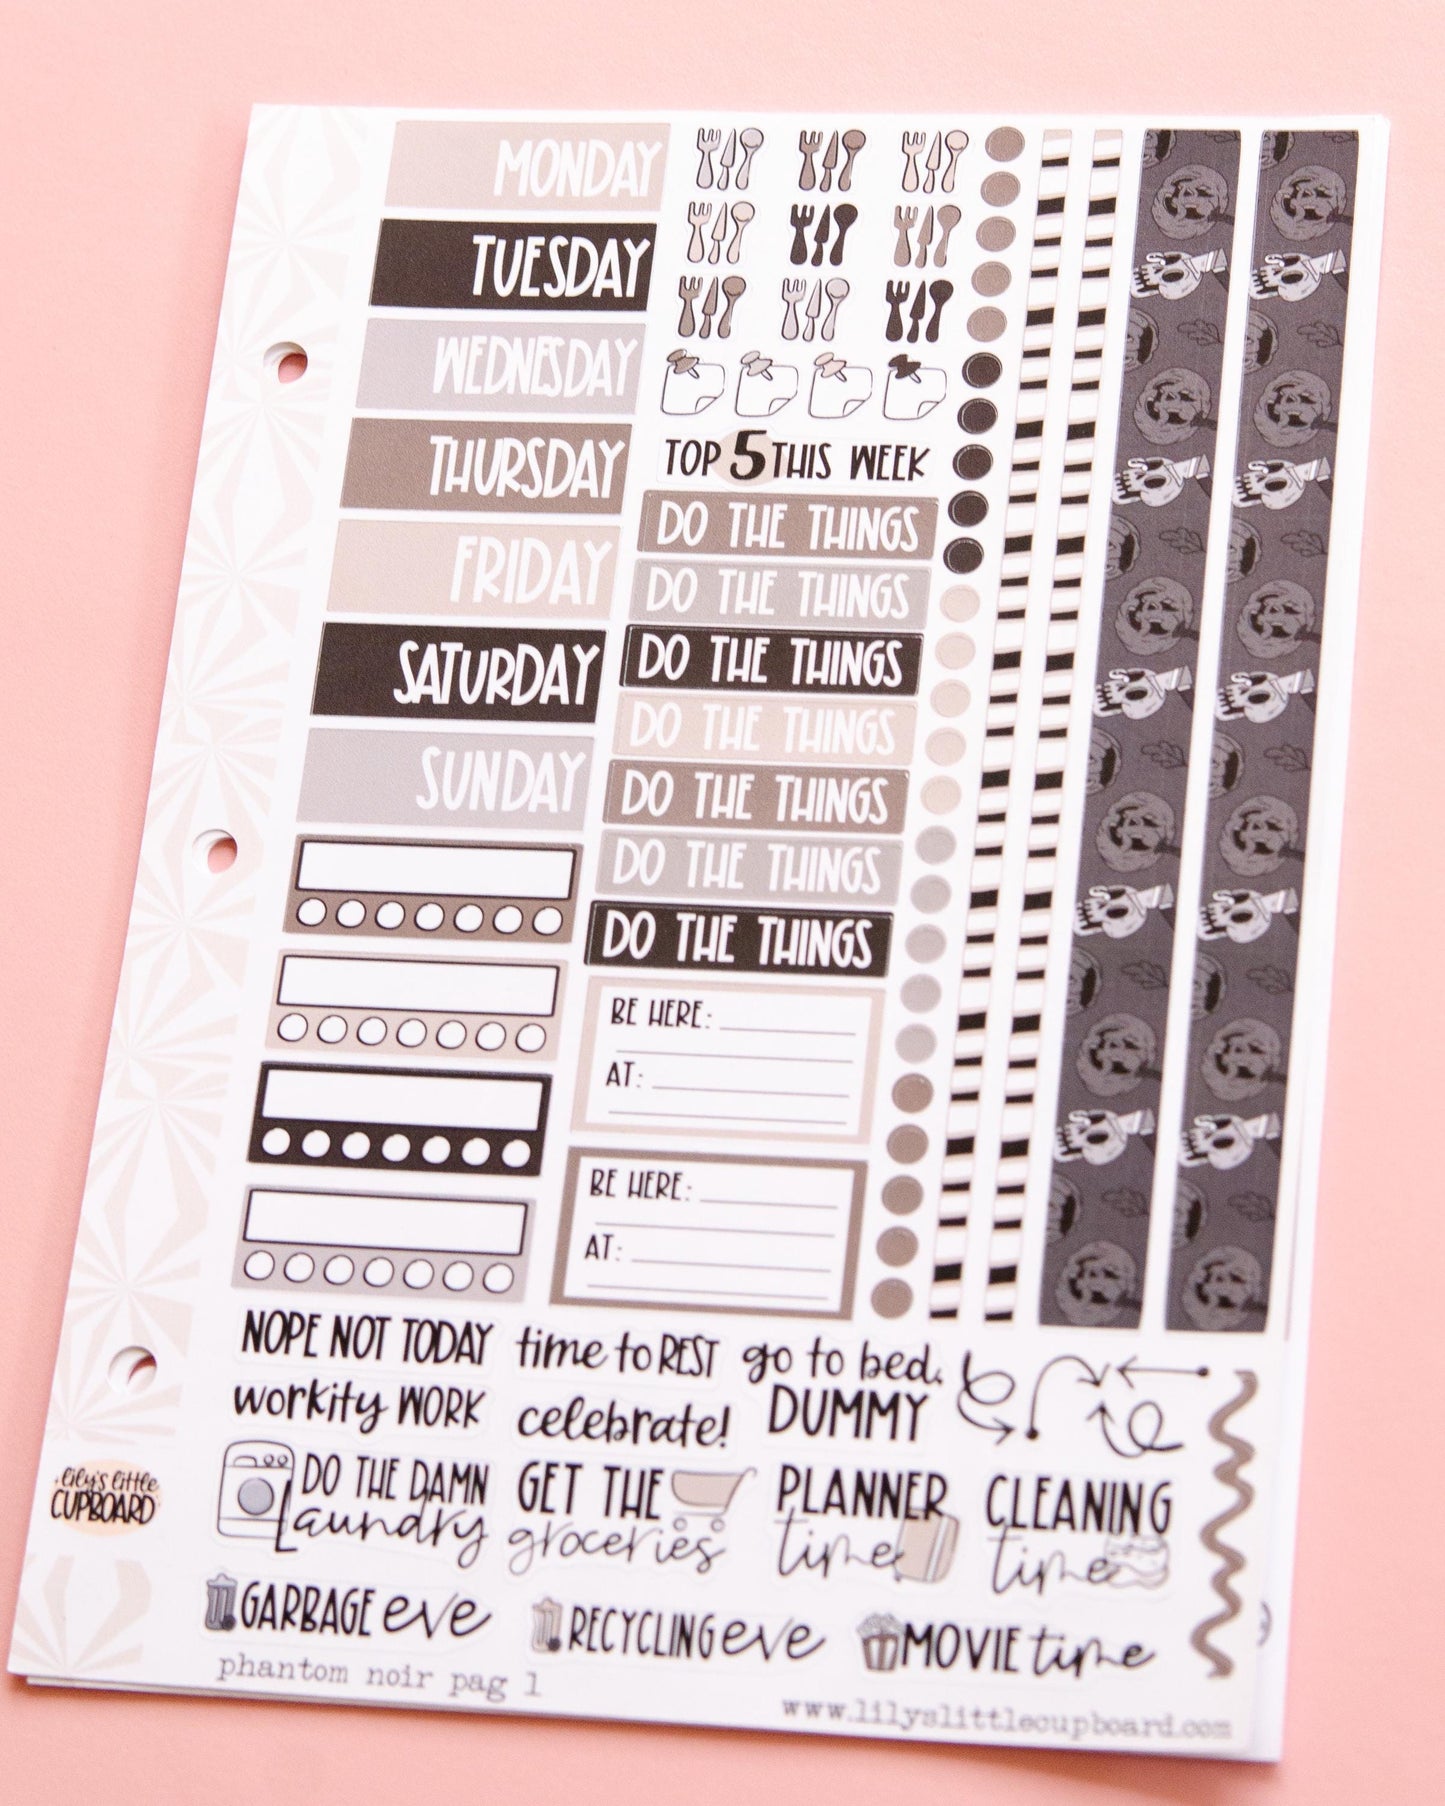 MONDAY
TUESDAY
WEDNESDAY
THURSDAY
FRIDAY
SATURDAY
SUNDAY
TOP 5 THIS WEEK
DO THE THINGS
DO THE THINGS
DO THE THINGS
DO THE THINGS
DO THE THINGS
DO THE THINGS
DO THE THINGS
BE HERE:
AT:
BE HERE:
AT:
NOPE NOT TODAY
time to REST
go to bed,
DUMMY
workity WORK
celebrate!
DO THE DAMN
Laundry
GET THE
groceries
PLANNER
time
CLEANING
time
lily's little
CUPBOARD
GARBAGE eve
RECYCLING eve
MOVIE time
phantom noir pag 1
www.lilyslittlecupboard.com